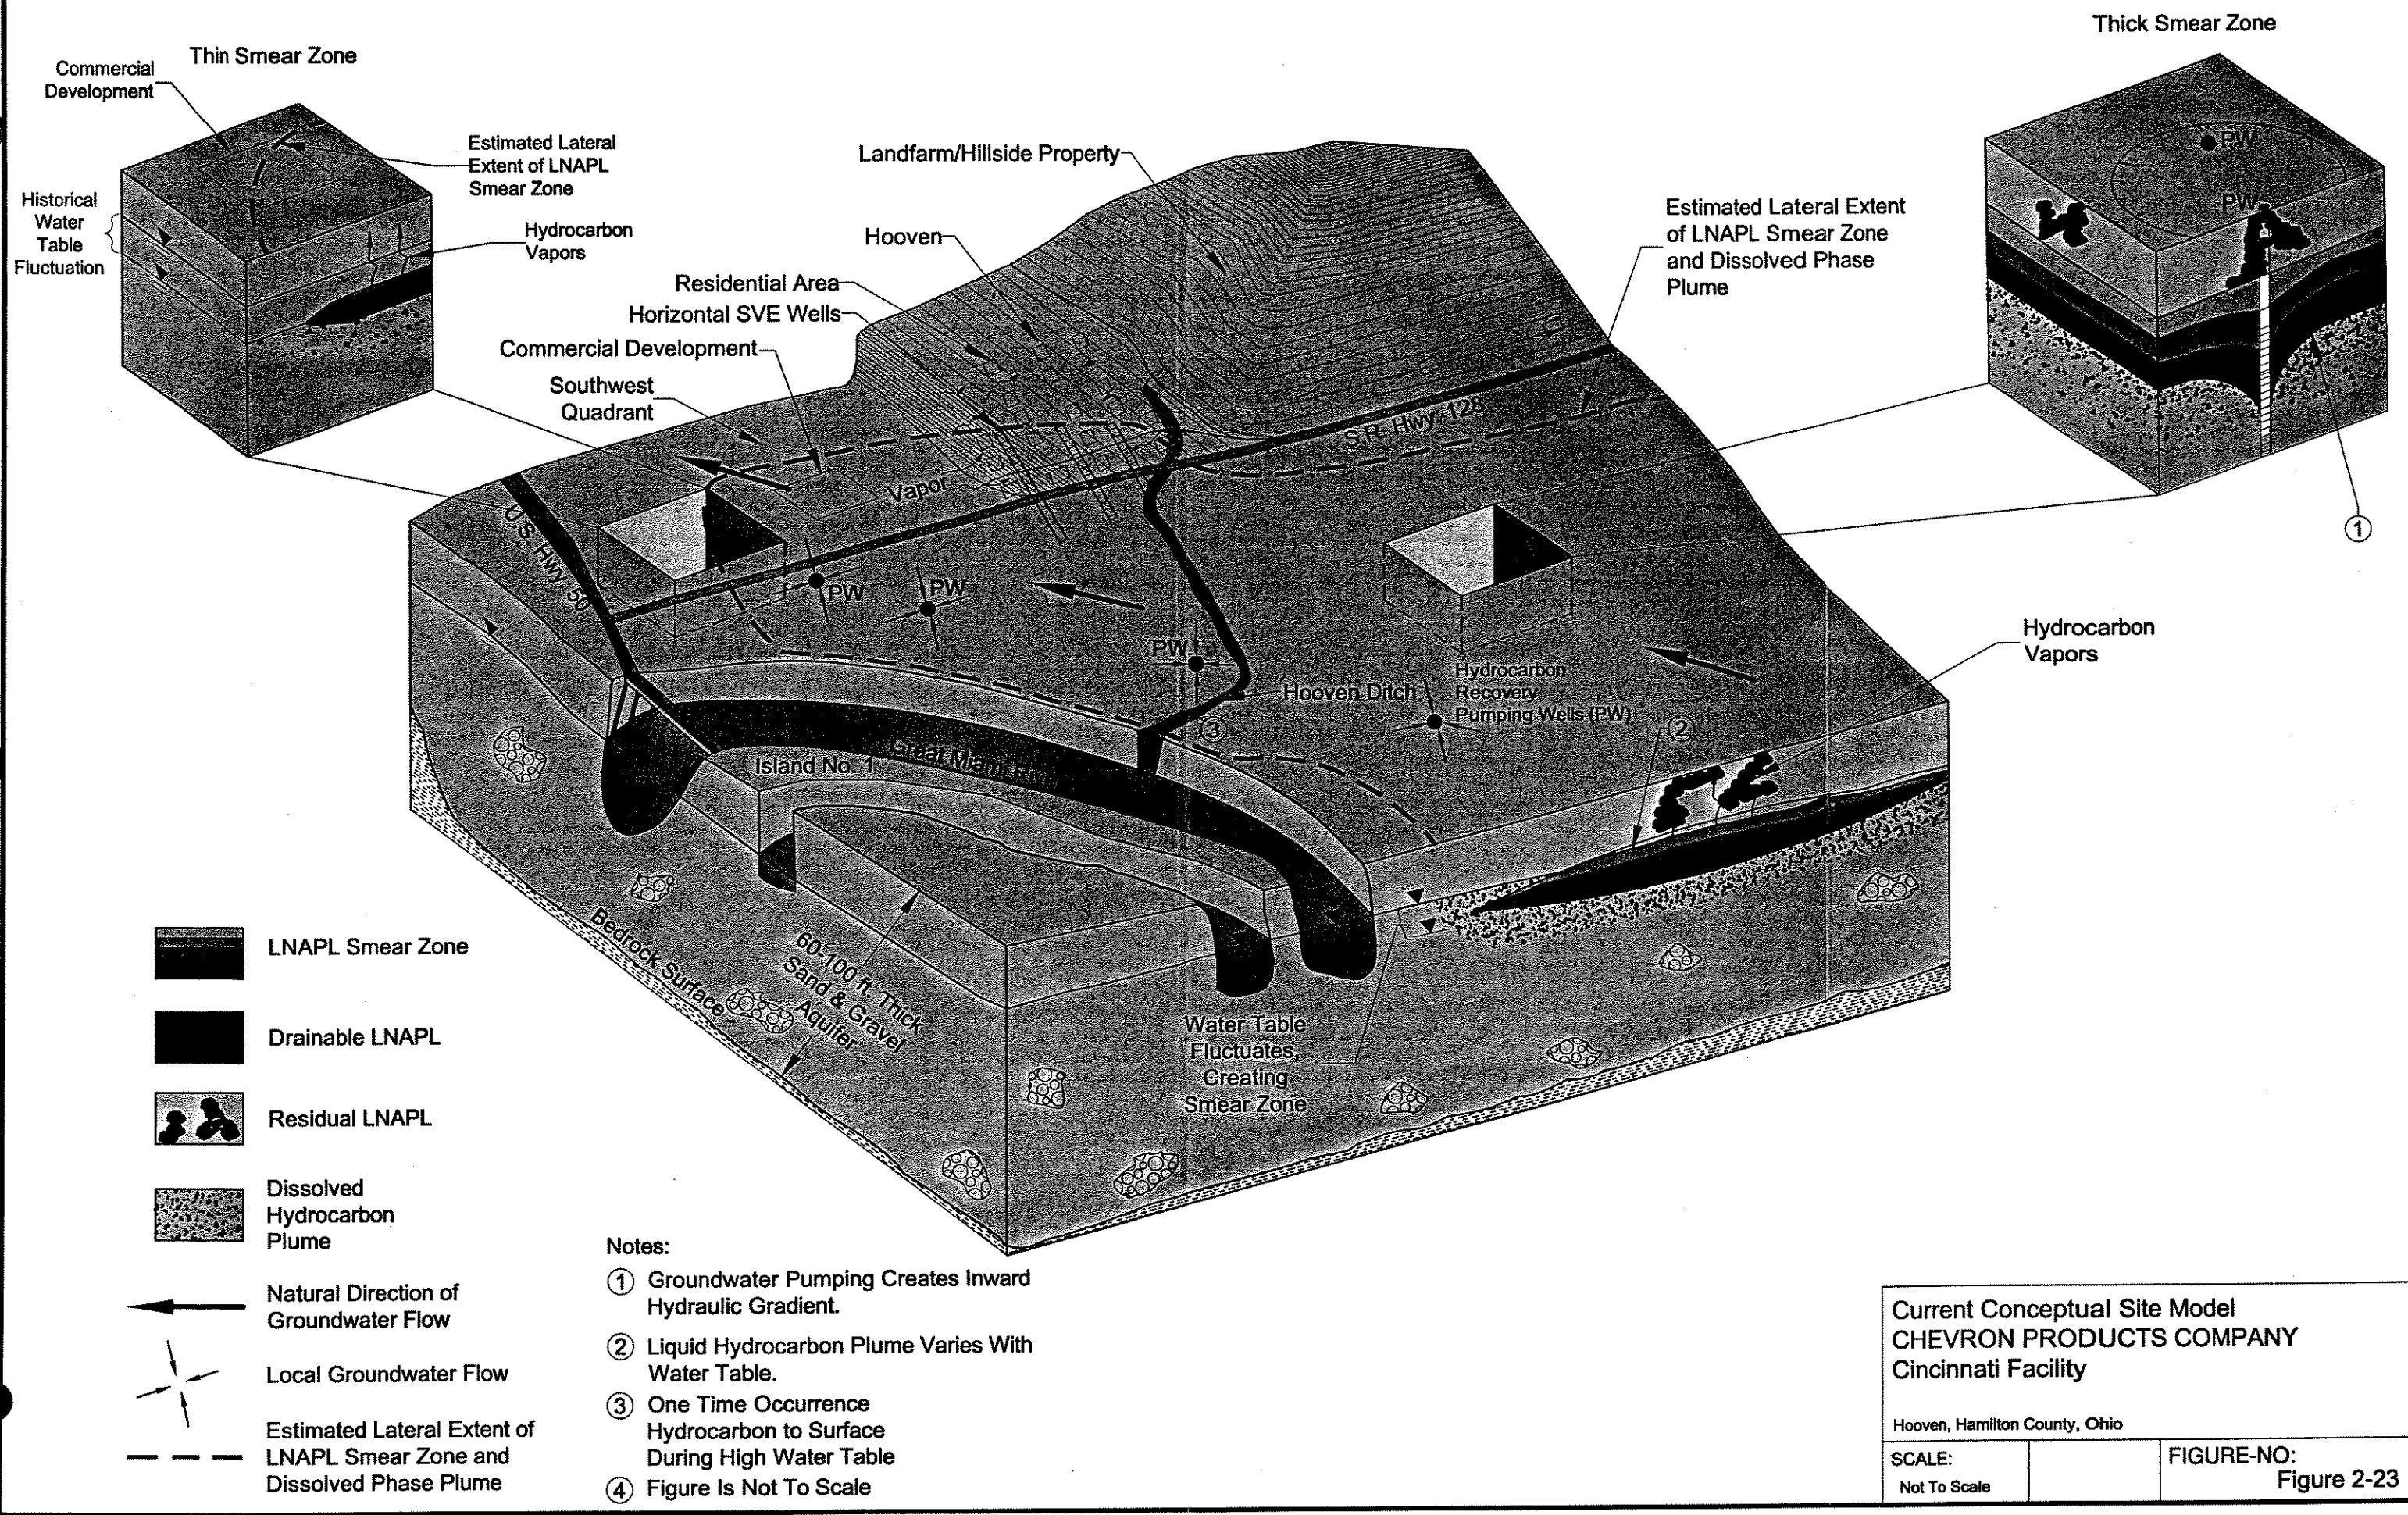 Thin Smear Zone
Commercial
Development
Estimated Lateral
Extent of LNAPL
Smear Zone
Historical
Water
Table
Fluctuation
Hydrocarbon
Vapors
Thick Smear Zone
PW
PW
1
Landfarm/Hillside Property
Hooven
Residential Area
Horizontal SVE Wells
Commercial Development
Southwest
Quadrant
Estimated Lateral Extent
of LNAPL Smear Zone
and Dissolved Phase
Plume
S.R. Hwy. 128
Vapor
U.S. Hwy 50
PW
PW
PW
Hydrocarbon
Recovery
Pumping Wells (PW)
Hooven Ditch
3
2
Hydrocarbon
Vapors
Great Miami River
Island No. 1
Bedrock Surface
60-100 ft. Thick
Sand & Gravel
Aquifer
Water Table
Fluctuates,
Creating
Smear Zone
LNAPL Smear Zone
Drainable LNAPL
Residual LNAPL
Dissolved
Hydrocarbon
Plume
Natural Direction of
Groundwater Flow
Local Groundwater Flow
Estimated Lateral Extent of
LNAPL Smear Zone and
Dissolved Phase Plume
Notes:
1 Groundwater Pumping Creates Inward
Hydraulic Gradient.
2 Liquid Hydrocarbon Plume Varies With
Water Table.
3 One Time Occurrence
Hydrocarbon to Surface
During High Water Table
4 Figure Is Not To Scale
Current Conceptual Site Model
CHEVRON PRODUCTS COMPANY
Cincinnati Facility
Hooven, Hamilton County, Ohio
SCALE:
Not To Scale
FIGURE-NO:
Figure 2-23